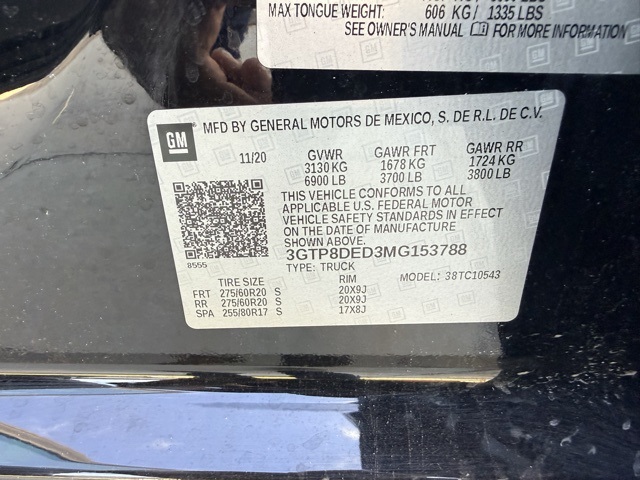 MAX TONGUE WEIGHT: 606 KG / 1335 LBS
SEE OWNER'S MANUAL FOR MORE INFORMATION
GM
MFD BY GENERAL MOTORS DE MEXICO, S. DE R.L. DE C.V.
11/20 GVWR GAWR FRT GAWR RR
3130 KG 1678 KG 1724 KG
6900 LB 3700 LB 3800 LB
THIS VEHICLE CONFORMS TO ALL
APPLICABLE U.S. FEDERAL MOTOR
VEHICLE SAFETY STANDARDS IN EFFECT
ON THE DATE OF MANUFACTURE
SHOWN ABOVE.
3GTP8DED3MG153788
8555
TYPE: TRUCK MODEL: 38TC10543
TIRE SIZE RIM
FRT 275/60R20 S 20X9J
RR 275/60R20 S 20X9J
SPA 255/80R17 S 17X8J